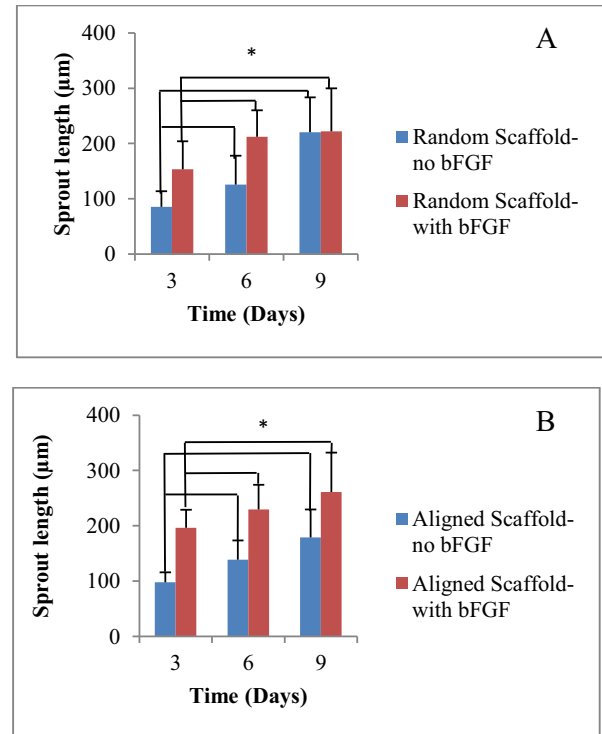 A
*
Sprout length (µm)
400
300
200
100
0
3 6 9
Time (Days)
Random Scaffold-
no bFGF
Random Scaffold-
with bFGF
B
*
Sprout length (µm)
400
300
200
100
0
3 6 9
Time (Days)
Aligned Scaffold-
no bFGF
Aligned Scaffold-
with bFGF